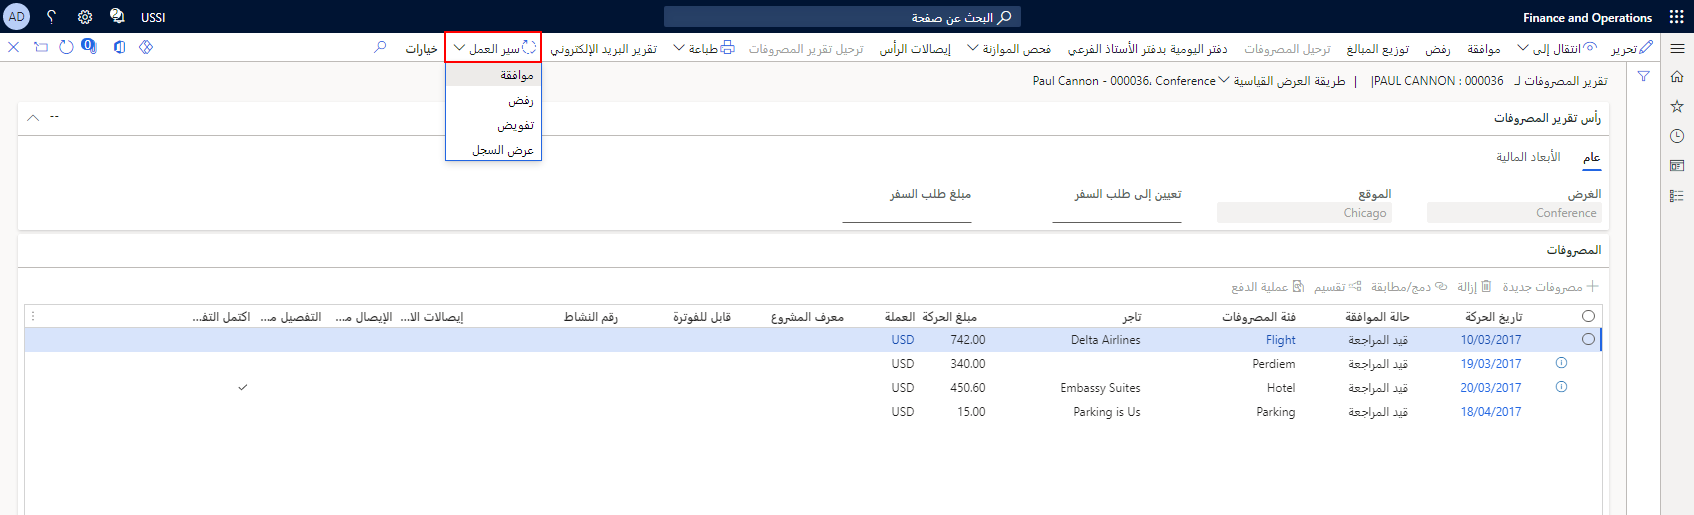 Finance and Operations
البحث عن صفحة
USSI
2
؟
AD
تحرير
انتقال إلى
موافقة
رفض
توزيع المبالغ
ترحيل المصروفات
دفتر اليومية بدفتر الأستاذ الفرعي
فحص الموازنة
إيصالات الرأس
ترحيل تقرير المصروفات
طباعة
تقرير البريد الإلكتروني
سير العمل
خيارات
0
موافقة
رفض
تفويض
عرض السجل
تقرير المصروفات لـ PAUL CANNON : 000036| | طريقة العرض القياسية Paul Cannon - 000036، Conference
رأس تقرير المصروفات
--
عام
الأبعاد المالية
الغرض الموقع تعيين إلى طلب السفر مبلغ طلب السفر
Conference Chicago
المصروفات
مصروفات جديدة إزالة دمج/مطابقة تقسيم عملية الدفع
تاريخ الحركة حالة الموافقة فئة المصروفات تاجر مبلغ الحركة العملة معرف المشروع قابل للفوترة رقم النشاط إيصالات الا... الإيصال م... التفصيل م... اكتمل التف...
10/03/2017 قيد المراجعة Flight Delta Airlines 742.00 USD
19/03/2017 قيد المراجعة Perdiem 340.00 USD
20/03/2017 قيد المراجعة Hotel Embassy Suites 450.60 USD
18/04/2017 قيد المراجعة Parking Parking is Us 15.00 USD